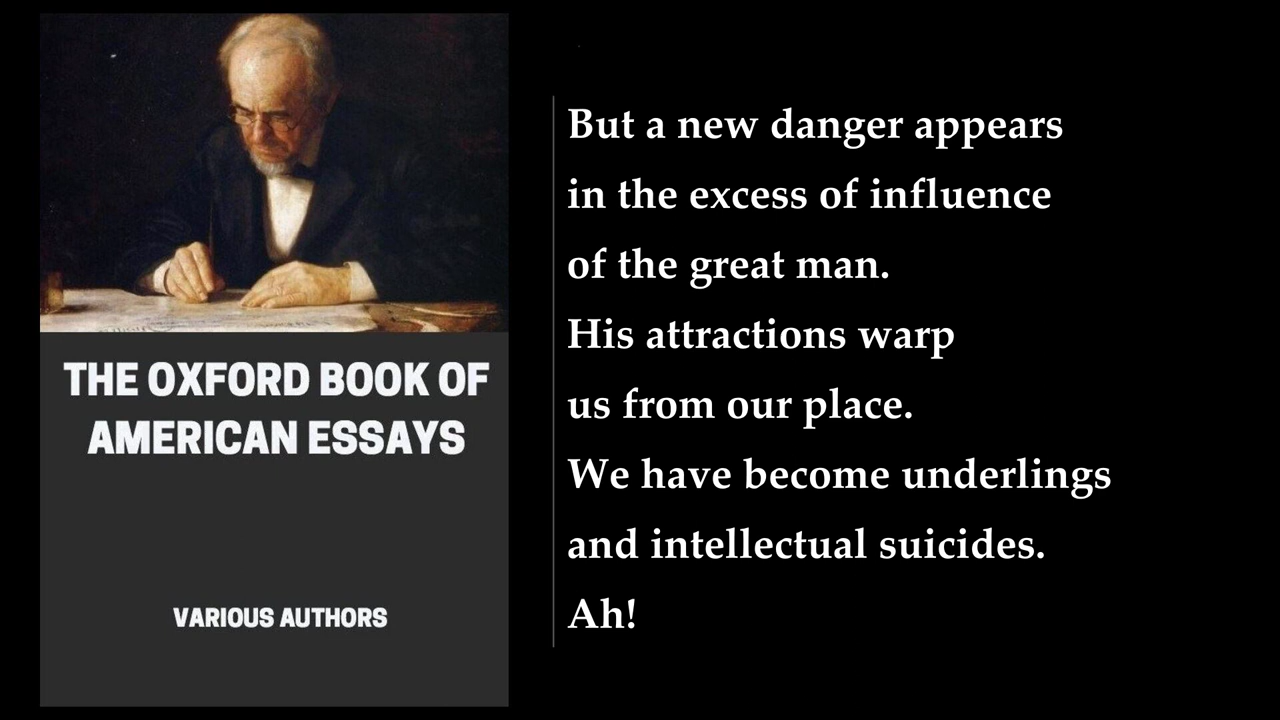 THE OXFORD BOOK OF
AMERICAN ESSAYS
VARIOUS AUTHORS
But a new danger appears
in the excess of influence
of the great man.
His attractions warp
us from our place.
We have become underlings
and intellectual suicides.
Ah!